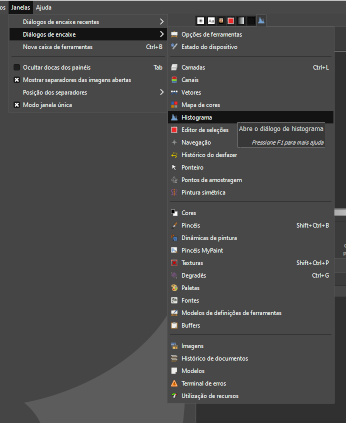 os Janelas Ajuda
Diálogos de encaixe recentes
Diálogos de encaixe
Nova caixa de ferramentas Ctrl+B
Ocultar docas dos painéis Tab
Mostrar separadores das imagens abertas
Posição dos separadores
Modo janela única
Opções de ferramentas
Estado do dispositivo
Camadas Ctrl+L
Canais
Vetores
Mapa de cores
Histograma
Editor de seleções
Abre o diálogo de histograma
Pressione F1 para mais ajuda
Navegação
Histórico do desfazer
Ponteiro
Pontos de amostragem
Pintura simétrica
Cores
Pincéis Shift+Ctrl+B
Dinâmicas de pintura
Pincéis MyPaint
Texturas Shift+Ctrl+P
Degradês Ctrl+G
Paletas
Fontes
Modelos de definições de ferramentas
Buffers
Imagens
Histórico de documentos
Modelos
Terminal de erros
Utilização de recursos